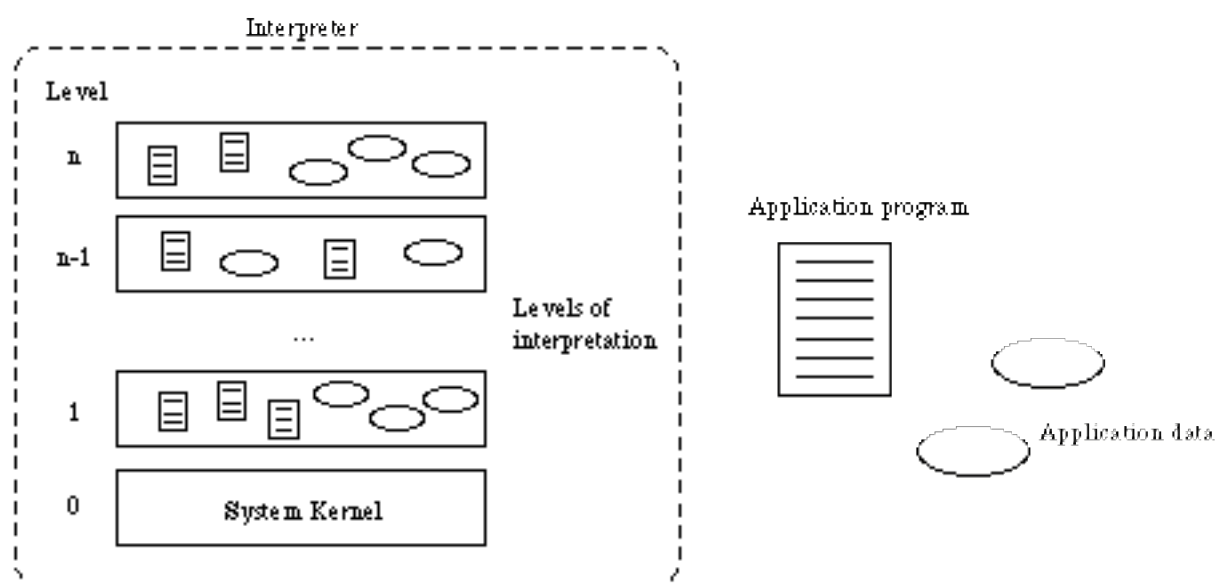 Interpreter
Level
n
n-1
Levels of
interpretation
...
1
0
System Kernel
Application program
Application data